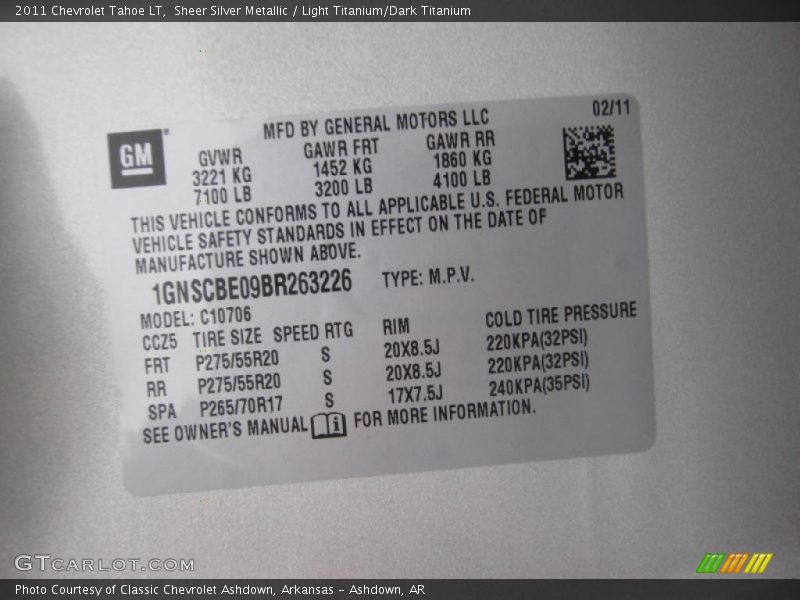 2011 Chevrolet Tahoe LT, Sheer Silver Metallic / Light Titanium/Dark Titanium
02/11
MFD BY GENERAL MOTORS LLC
GM
GVWR GAWR FRT GAWR RR
3221 KG 1452 KG 1860 KG
7100 LB 3200 LB 4100 LB
THIS VEHICLE CONFORMS TO ALL APPLICABLE U.S. FEDERAL MOTOR
VEHICLE SAFETY STANDARDS IN EFFECT ON THE DATE OF
MANUFACTURE SHOWN ABOVE.
1GNSCBE09BR263226 TYPE: M.P.V.
MODEL: C10706
CCZ5 TIRE SIZE SPEED RTG RIM COLD TIRE PRESSURE
FRT P275/55R20 S 20X8.5J 220KPA(32PSI)
RR P275/55R20 S 20X8.5J 220KPA(32PSI)
SPA P265/70R17 S 17X7.5J 240KPA(35PSI)
SEE OWNER'S MANUAL i FOR MORE INFORMATION.
GTCARLOT.COM
Photo Courtesy of Classic Chevrolet Ashdown, Arkansas - Ashdown, AR